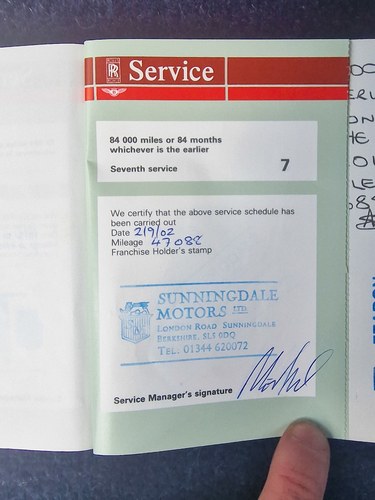 RR
Service
84 000 miles or 84 months
whichever is the earlier
Seventh service 7
We certify that the above service schedule has
been carried out
Date 2/9/02
Mileage 47088
Franchise Holder's stamp
SUNNINGDALE
MOTORS LTD.
LONDON ROAD SUNNINGDALE
BERKSHIRE, SL5 0DQ
TEL: 01344 620072
Service Manager's signature